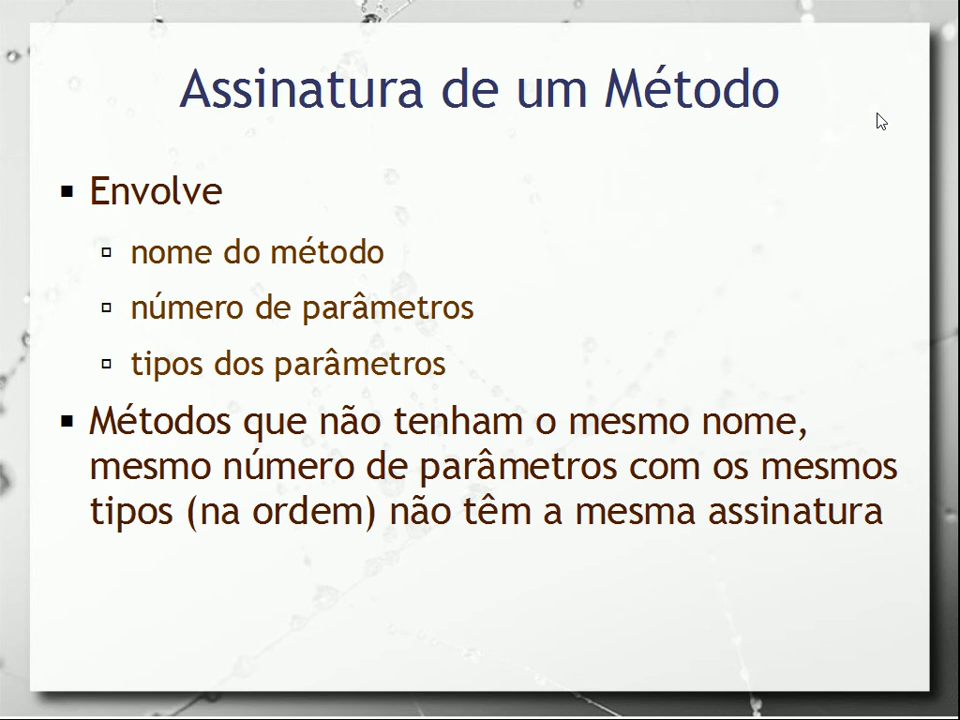 Assinatura de um Método
Envolve
nome do método
número de parâmetros
tipos dos parâmetros
Métodos que não tenham o mesmo nome,
mesmo número de parâmetros com os mesmos
tipos (na ordem) não têm a mesma assinatura